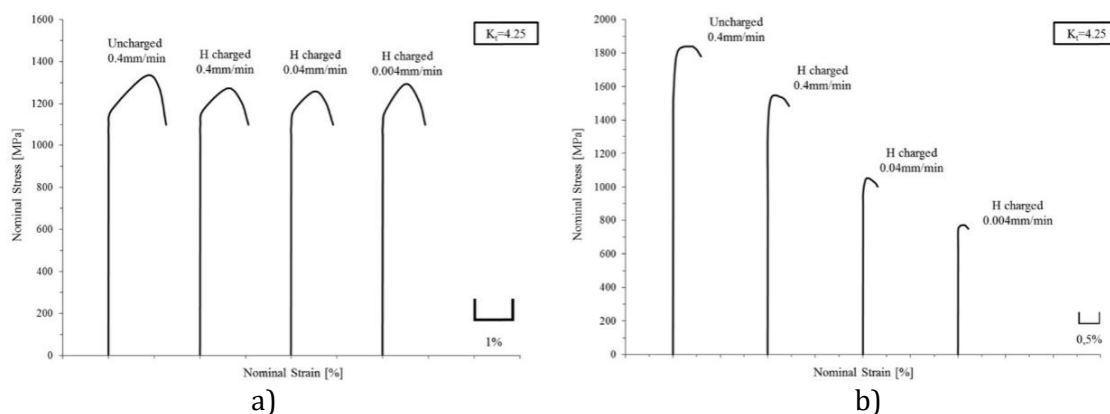 1600
1400
1200
1000
800
600
400
200
0
Nominal Stress [MPa]
Uncharged
0.4mm/min
H charged
0.4mm/min
H charged
0.04mm/min
H charged
0.004mm/min
Kt=4.25
1%
Nominal Strain [%]
a)
2000
1800
1600
1400
1200
1000
800
600
400
200
0
Nominal Stress [MPa]
Uncharged
0.4mm/min
H charged
0.4mm/min
H charged
0.04mm/min
H charged
0.004mm/min
Kt=4.25
0,5%
Nominal Strain [%]
b)